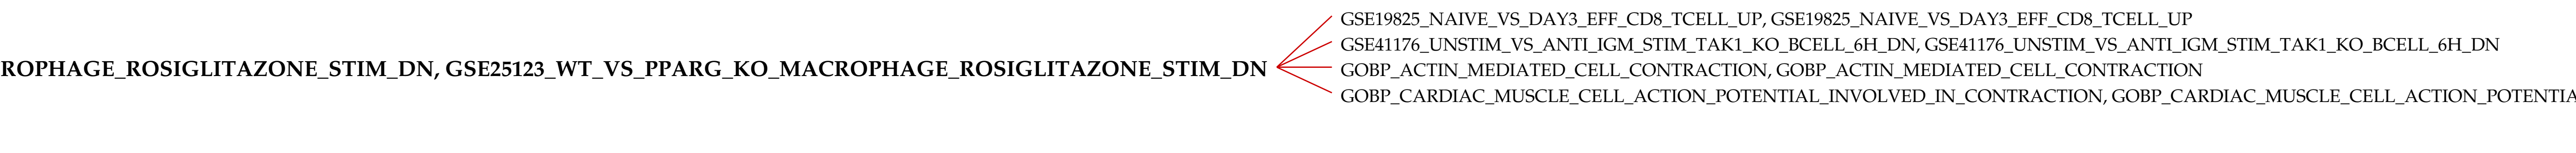 GSE19825_NAIVE_VS_DAY3_EFF_CD8_TCELL_UP, GSE19825_NAIVE_VS_DAY3_EFF_CD8_TCELL_UP
GSE41176_UNSTIM_VS_ANTI_IGM_STIM_TAK1_KO_BCELL_6H_DN, GSE41176_UNSTIM_VS_ANTI_IGM_STIM_TAK1_KO_BCELL_6H_DN
ROPHAGE_ROSIGLITAZONE_STIM_DN, GSE25123_WT_VS_PPARG_KO_MACROPHAGE_ROSIGLITAZONE_STIM_DN
GOBP_ACTIN_MEDIATED_CELL_CONTRACTION, GOBP_ACTIN_MEDIATED_CELL_CONTRACTION
GOBP_CARDIAC_MUSCLE_CELL_ACTION_POTENTIAL_INVOLVED_IN_CONTRACTION, GOBP_CARDIAC_MUSCLE_CELL_ACTION_POTENTIA